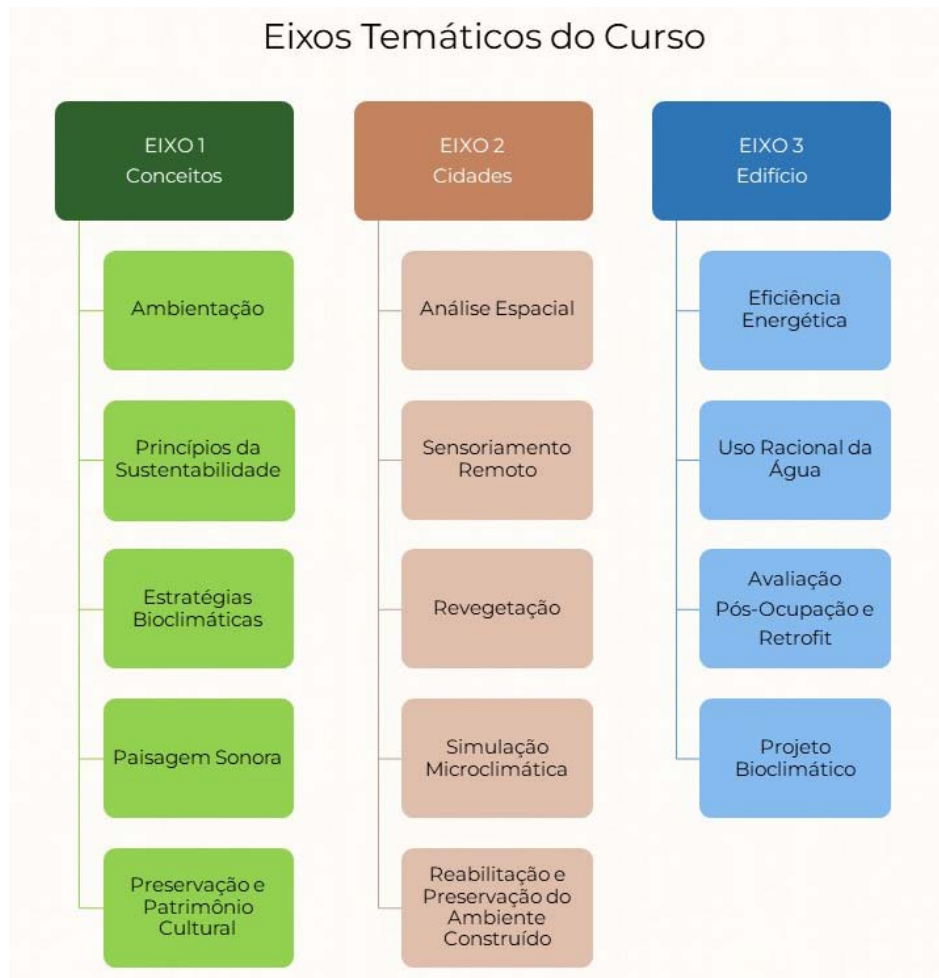 Eixos Temáticos do Curso
EIXO 1
Conceitos
Ambientação
Princípios da
Sustentabilidade
Estratégias
Bioclimáticas
Paisagem Sonora
Preservação e
Patrimônio
Cultural
EIXO 2
Cidades
Análise Espacial
Sensoriamento
Remoto
Revegetação
Simulação
Microclimática
Reabilitação e
Preservação do
Ambiente
Construído
EIXO 3
Edifício
Eficiência
Energética
Uso Racional da
Água
Avaliação
Pós-Ocupação e
Retrofit
Projeto
Bioclimático